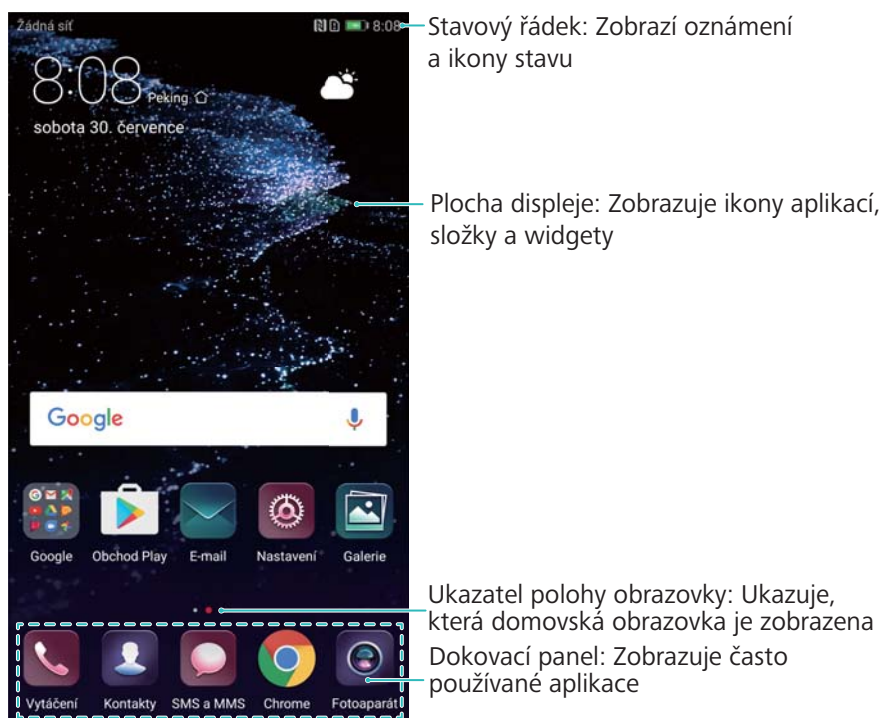 Žádná síť
8:08
Stavový řádek: Zobrazí oznámení
a ikony stavu
8:08
Peking
sobota 30. července
Plocha displeje: Zobrazuje ikony aplikací,
složky a widgety
Google
Google
Obchod Play
E-mail
Nastavení
Galerie
Ukazatel polohy obrazovky: Ukazuje,
která domovská obrazovka je zobrazena
Dokovací panel: Zobrazuje často
používané aplikace
Vytáčení
Kontakty
SMS a MMS
Chrome
Fotoaparát